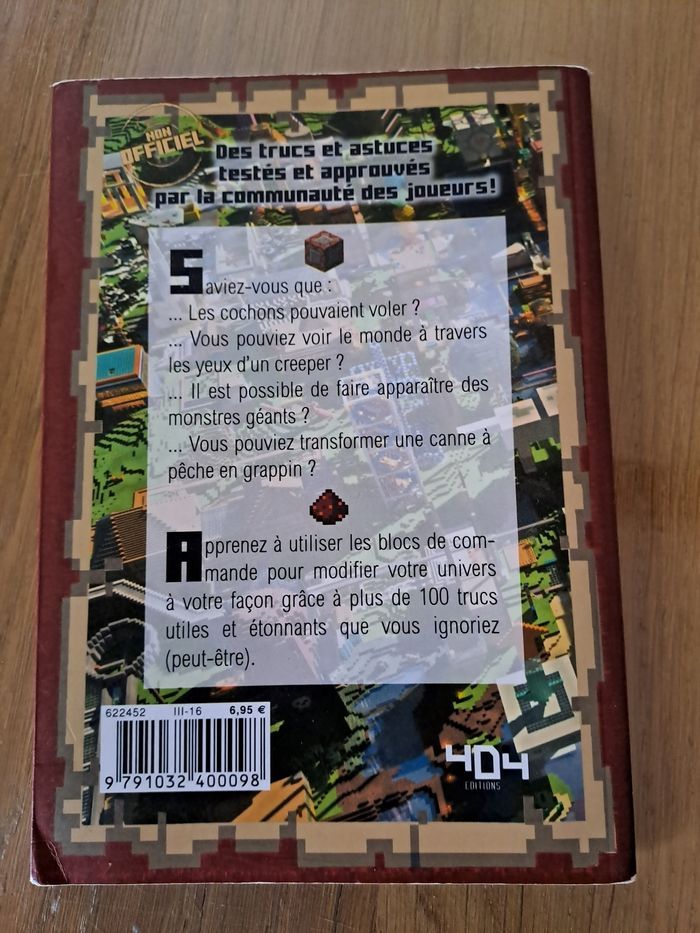 NON
OFFICIEL
Des trucs et astuces
testés et approuvés
par la communauté des joueurs!
Saviez-vous que :
... Les cochons pouvaient voler ?
... Vous pouviez voir le monde à travers
les yeux d'un creeper ?
... Il est possible de faire apparaître des
monstres géants ?
... Vous pouviez transformer une canne à
pêche en grappin ?
Apprenez à utiliser les blocs de com-
mande pour modifier votre univers
à votre façon grâce à plus de 100 trucs
utiles et étonnants que vous ignoriez
(peut-être).
622452 III-16 6,95 €
9 791032 400098
404
EDITIONS